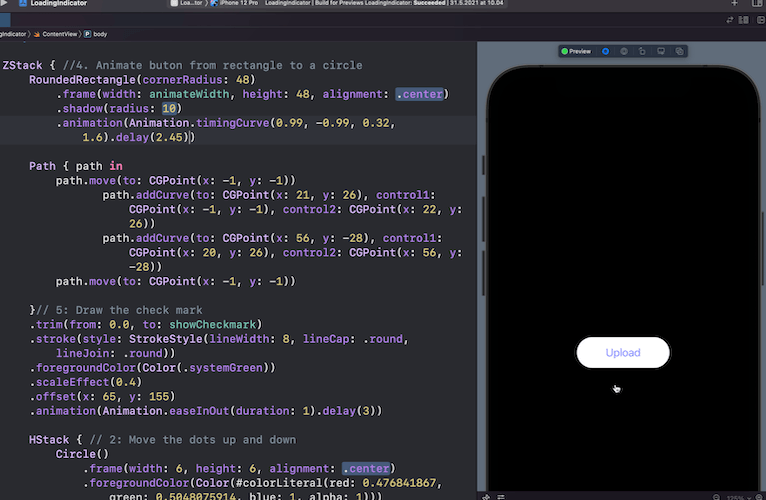 LoadingIndicator
Loa...tor
iPhone 12 Pro
LoadingIndicator | Build for Previews LoadingIndicator: Succeeded | 31.5.2021 at 10.04
ngIndicator
ContentView
body
ZStack { //4. Animate buton from rectangle to a circle
RoundedRectangle(cornerRadius: 48)
.frame(width: animateWidth, height: 48, alignment: .center)
.shadow(radius: 10)
.animation(Animation.timingCurve(0.99, -0.99, 0.32,
1.6).delay(2.45))
Path { path in
path.move(to: CGPoint(x: -1, y: -1))
path.addCurve(to: CGPoint(x: 21, y: 26), control1:
CGPoint(x: -1, y: -1), control2: CGPoint(x: 22, y:
26))
path.addCurve(to: CGPoint(x: 56, y: -28), control1:
CGPoint(x: 20, y: 26), control2: CGPoint(x: 56, y:
-28))
path.move(to: CGPoint(x: -1, y: -1))
}// 5: Draw the check mark
.trim(from: 0.0, to: showCheckmark)
.stroke(style: StrokeStyle(lineWidth: 8, lineCap: .round,
lineJoin: .round))
.foregroundColor(Color(.systemGreen))
.scaleEffect(0.4)
.offset(x: 65, y: 155)
.animation(Animation.easeInOut(duration: 1).delay(3))
HStack { // 2: Move the dots up and down
Circle()
.frame(width: 6, height: 6, alignment: .center)
.foregroundColor(Color(#colorLiteral(red: 0.476841867,
green: 0.5048075914, blue: 1, alpha: 1)))
Preview
Upload
175%